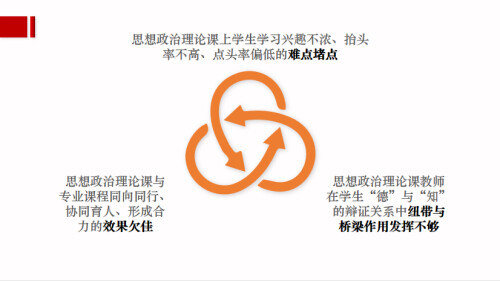 思想政治理论课上学生学习兴趣不浓、抬头
率不高、点头率偏低的难点堵点
思想政治理论课与
专业课程同向同行、
协同育人、形成合
力的效果欠佳
思想政治理论课教师
在学生“德”与“知”
的辩证关系中纽带与
桥梁作用发挥不够